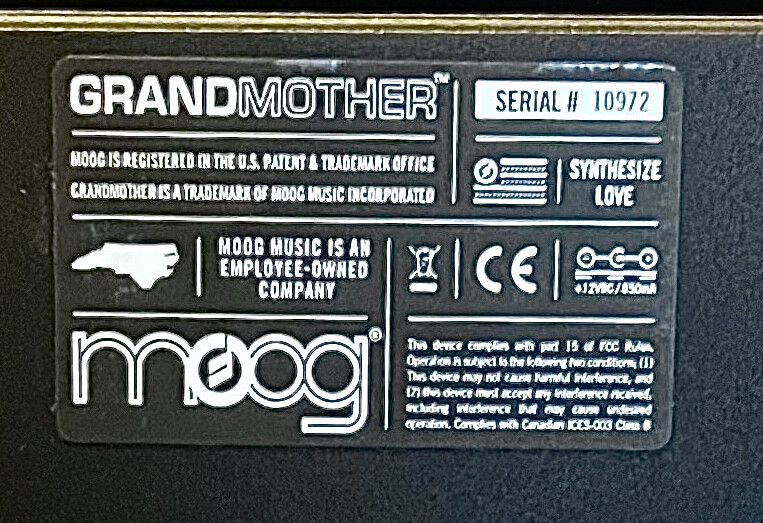 GRANDMOTHER™
SERIAL # 10972
MOOG IS REGISTERED IN THE U.S. PATENT & TRADEMARK OFFICE
GRANDMOTHER IS A TRADEMARK OF MOOG MUSIC INCORPORATED
SYNTHESIZE
LOVE
MOOG MUSIC IS AN
EMPLOYEE-OWNED
COMPANY
CE
+12VDC/850mA
moog®
This device complies with part 15 of FCC Rules.
Operation is subject to the following two conditions; (1)
This device may not cause harmful interference, and
(2) this device must accept any interference received,
including interference that may cause undesired
operation. Complies with Canadian ICES-003 Class B